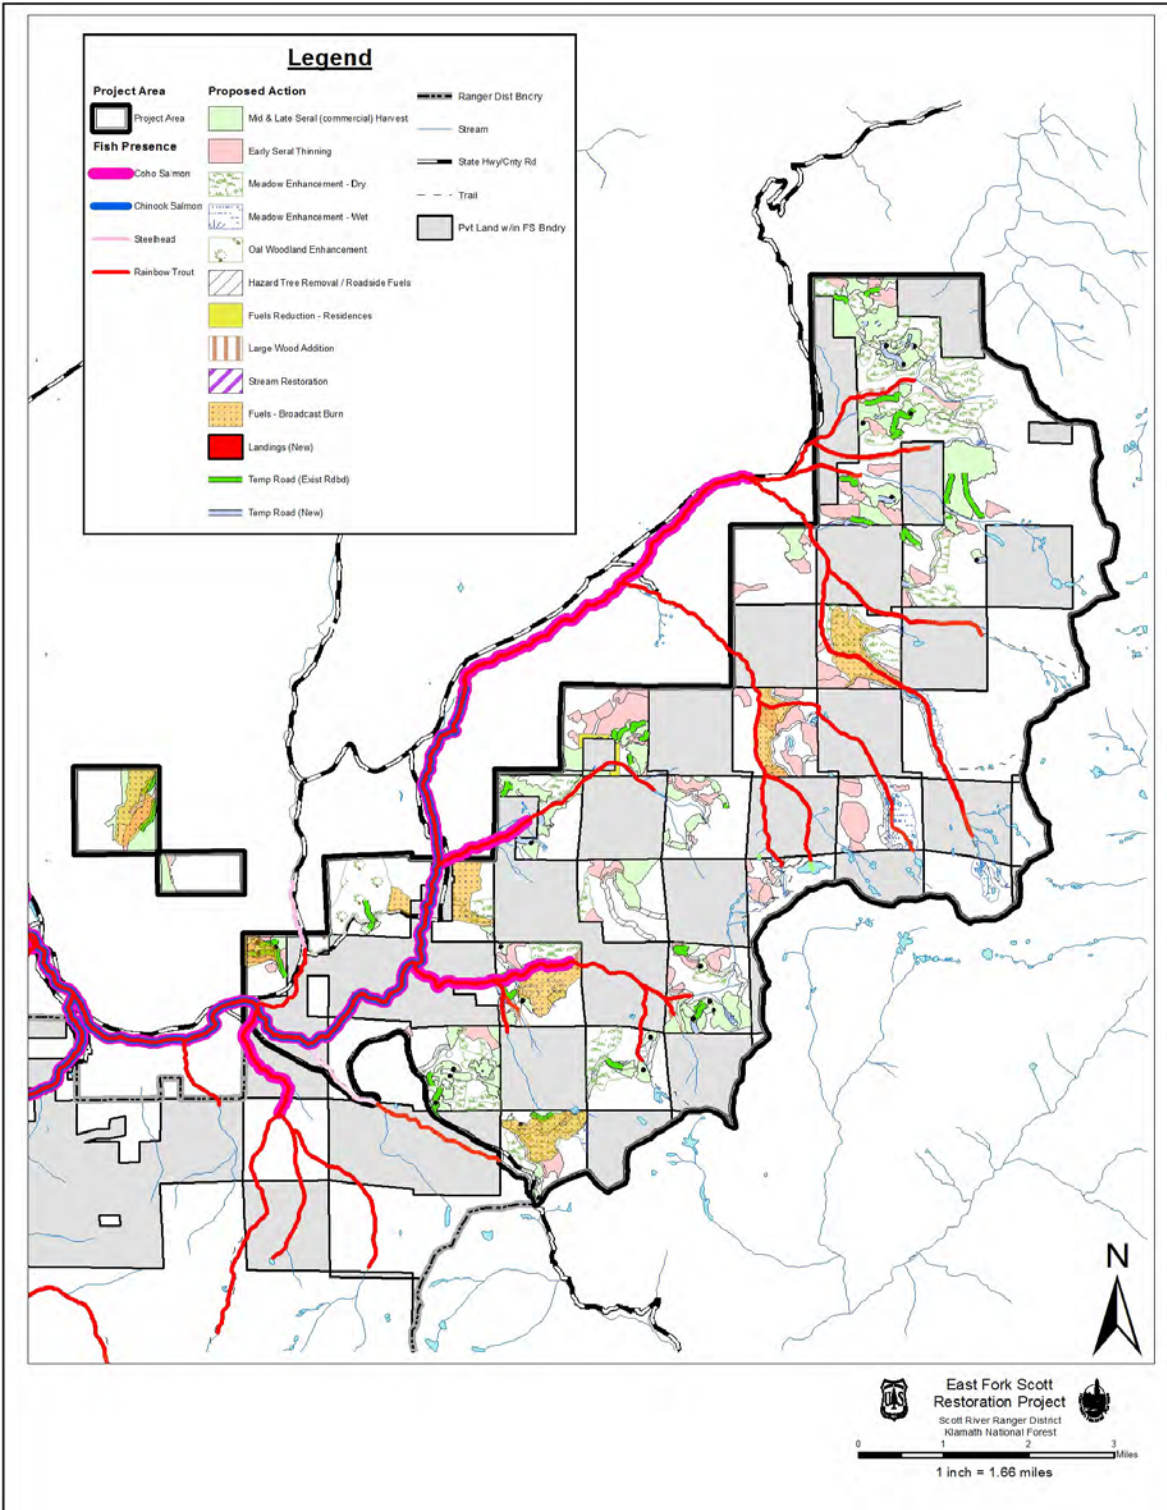 Legend
Project Area
Project Area
Fish Presence
Coho Salmon
Chinook Salmon
Steelhead
Rainbow Trout
Proposed Action
Mid & Late Seral (commercial) Harvest
Early Seral Thinning
Meadow Enhancement - Dry
Meadow Enhancement - Wet
Oal Woodland Enhancement
Hazard Tree Removal / Roadside Fuels
Fuels Reduction - Residences
Large Wood Addition
Stream Restoration
Fuels - Broadcast Burn
Landings (New)
Temp Road (Exist Rdbd)
Temp Road (New)
Ranger Dist Bncry
Stream
State Hwy/Cnty Rd
Trail
Pvt Land w/in FS Bndry
N
East Fork Scott
Restoration Project
Scott River Ranger District
Klamath National Forest
0 1 2 3
Miles
1 inch = 1.66 miles